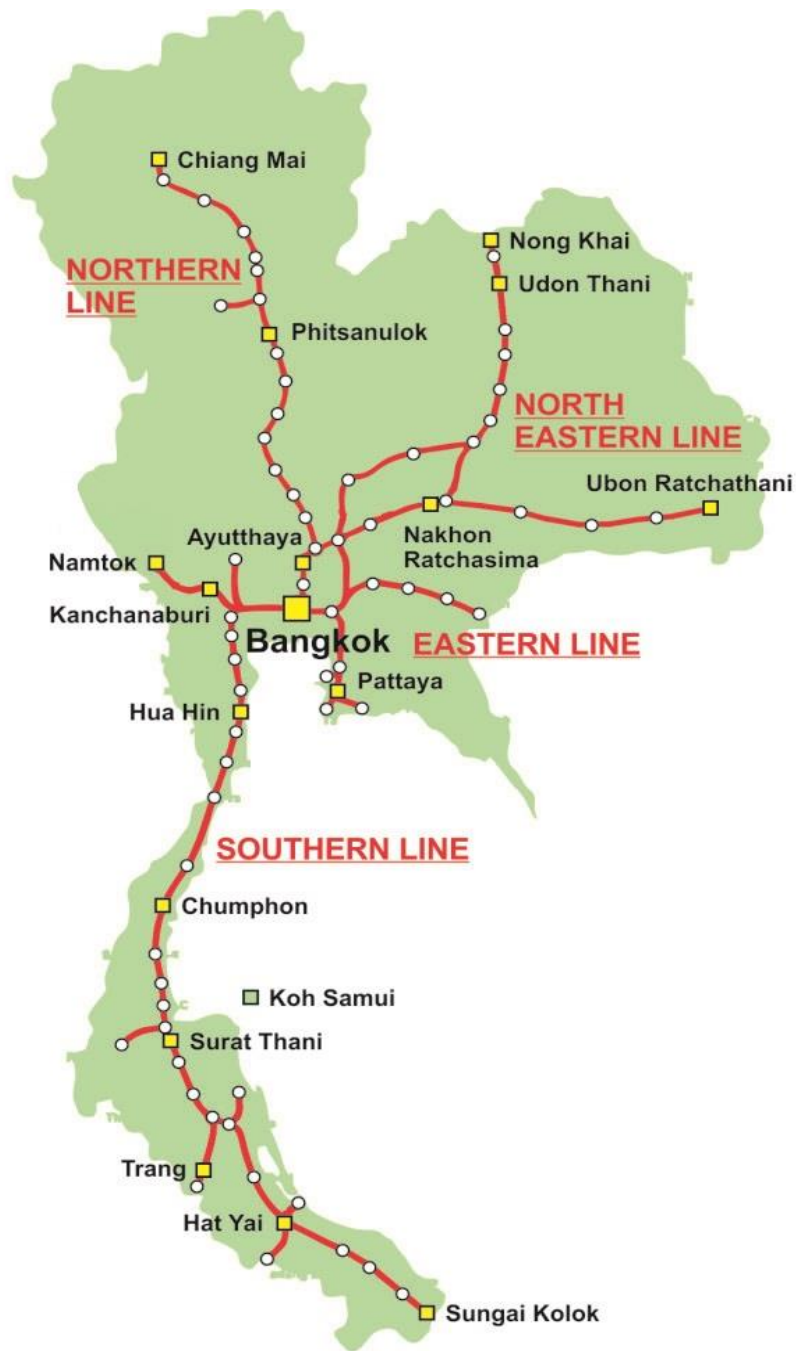 Chiang Mai
Nong Khai
NORTHERN
LINE
Udon Thani
Phitsanulok
NORTH
EASTERN LINE
Ubon Ratchathani
Ayutthaya
Nakhon
Ratchasima
Namtok
Kanchanaburi
Bangkok
EASTERN LINE
Pattaya
Hua Hin
SOUTHERN LINE
Chumphon
Koh Samui
Surat Thani
Trang
Hat Yai
Sungai Kolok